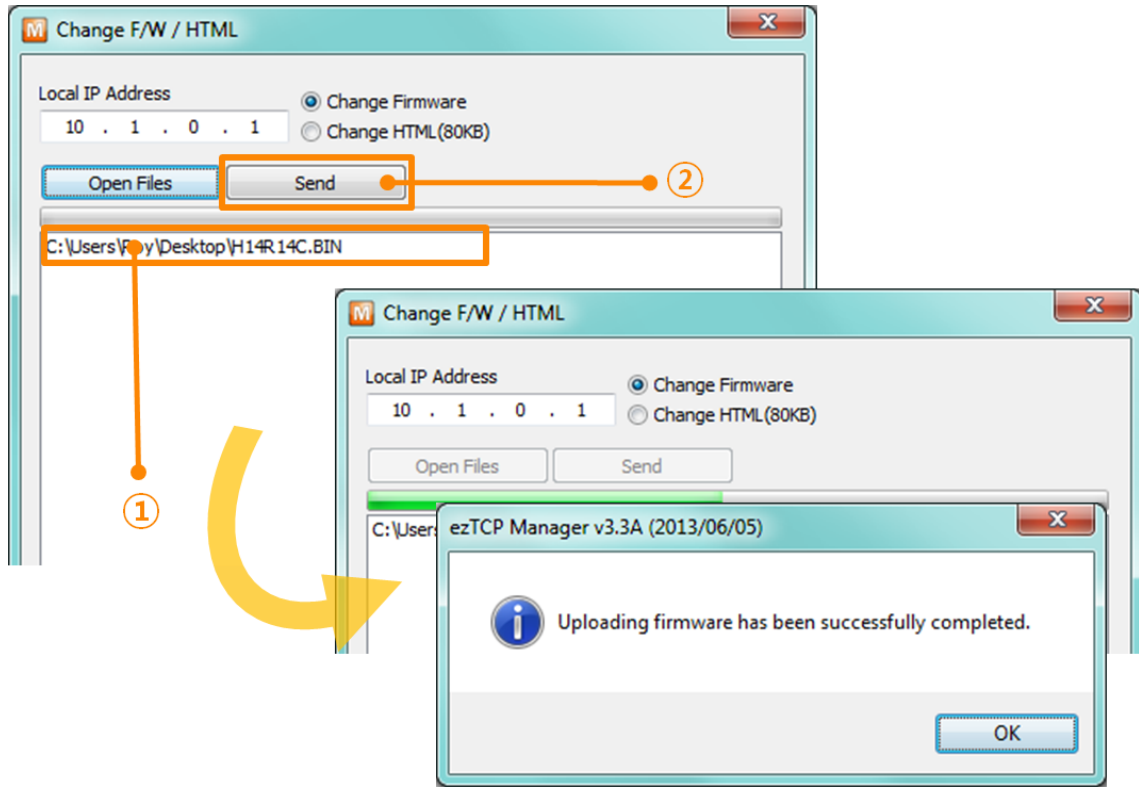 M Change F/W / HTML
Local IP Address
10 . 1 . 0 . 1
Change Firmware
Change HTML(80KB)
Open Files
Send
②
C:\Users\ \Desktop\H14R14C.BIN
①
M Change F/W / HTML
Local IP Address
10 . 1 . 0 . 1
Change Firmware
Change HTML(80KB)
Open Files
Send
C:\User
ezTCP Manager v3.3A (2013/06/05)
Uploading firmware has been successfully completed.
OK